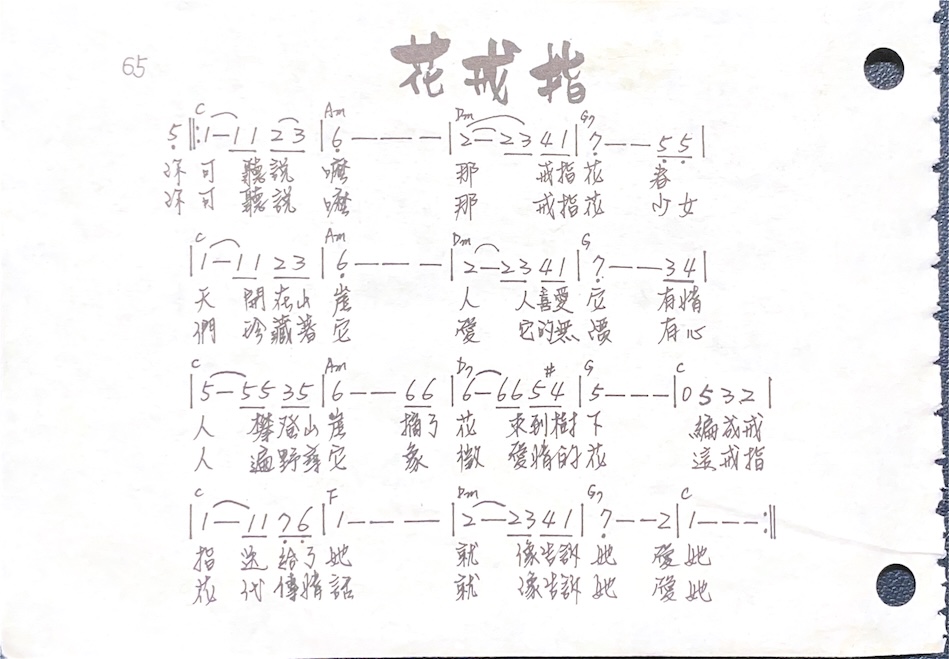 65
花戒指
C Am Dm G7
5 ‖: 1 — 1 1 2 3 | 6 — — — | 2 — 2 3 4 1 | 7 — — 5 5 |
你可 聽說 嚒 那 戒指花 春
你可 聽說 嚒 那 戒指花 少女
C Am Dm G
| 1 — 1 1 2 3 | 6 — — — | 2 — 2 3 4 1 | 7 — — 3 4 |
天 開在山 崖 人 人喜愛 它 有情
們 珍藏著 它 愛 它的無瑕 有心
C Am D7 G C
| 5 — 5 5 3 5 | 6 — — 6 6 | 6 — 6 6 5 #4 | 5 — — — | 0 5 3 2 |
人 攀登山 崖 摘了 花 來到樹 下 編成戒
人 遍野尋 它 象 徵 愛情的花 這戒指
C F Dm G7 C
| 1 — 1 1 7 6 | 1 — — — | 2 — 2 3 4 1 | 7 — — 2 | 1 — — — :‖
指 送 給了她 就 像告訴 她 愛她
花 代 傳情話 就 像告訴 她 愛她